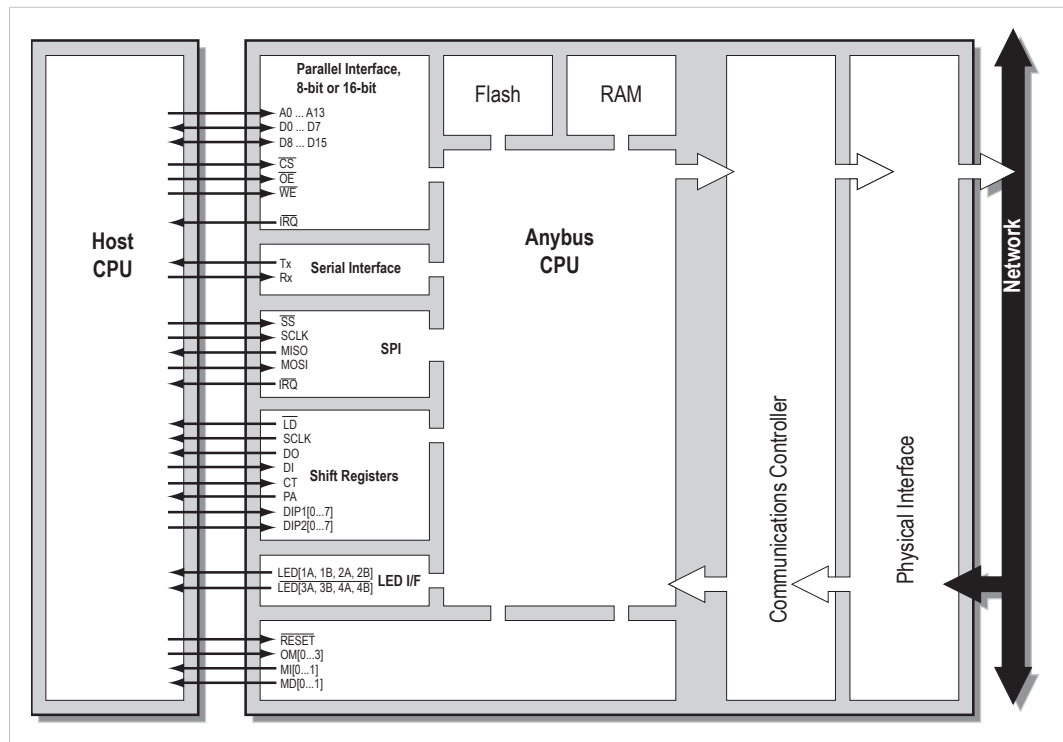 Parallel Interface,
8-bit or 16-bit
A0 ... A13
D0 ... D7
D8 ... D15
CS
OE
WE
IRQ
Host
CPU
Tx
Rx
Serial Interface
SS
SCLK
MISO
MOSI
IRQ
SPI
LD
SCLK
DO
DI
CT
PA
DIP1[0...7]
DIP2[0...7]
Shift Registers
LED[1A, 1B, 2A, 2B]
LED[3A, 3B, 4A, 4B]
LED I/F
RESET
OM[0...3]
MI[0...1]
MD[0...1]
Flash
RAM
Anybus
CPU
Communications Controller
Physical Interface
Network